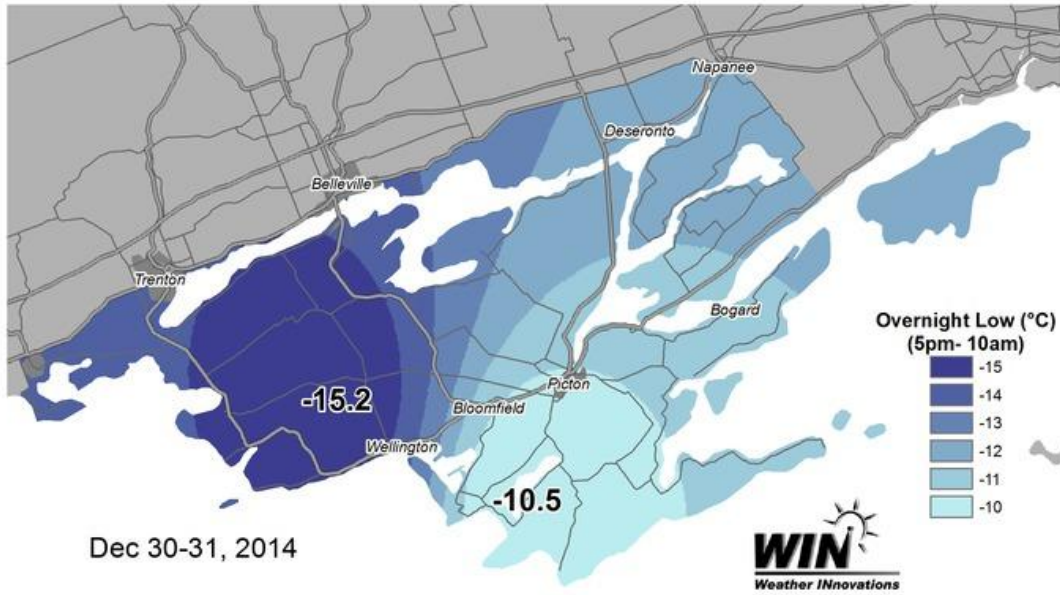 Napanee
Deseronto
Belleville
Trenton
Bogard
Overnight Low (°C)
(5pm- 10am)
-15
-14
-13
-12
-11
-10
Picton
-15.2
Bloomfield
Wellington
-10.5
Dec 30-31, 2014
WIN
Weather INnovations